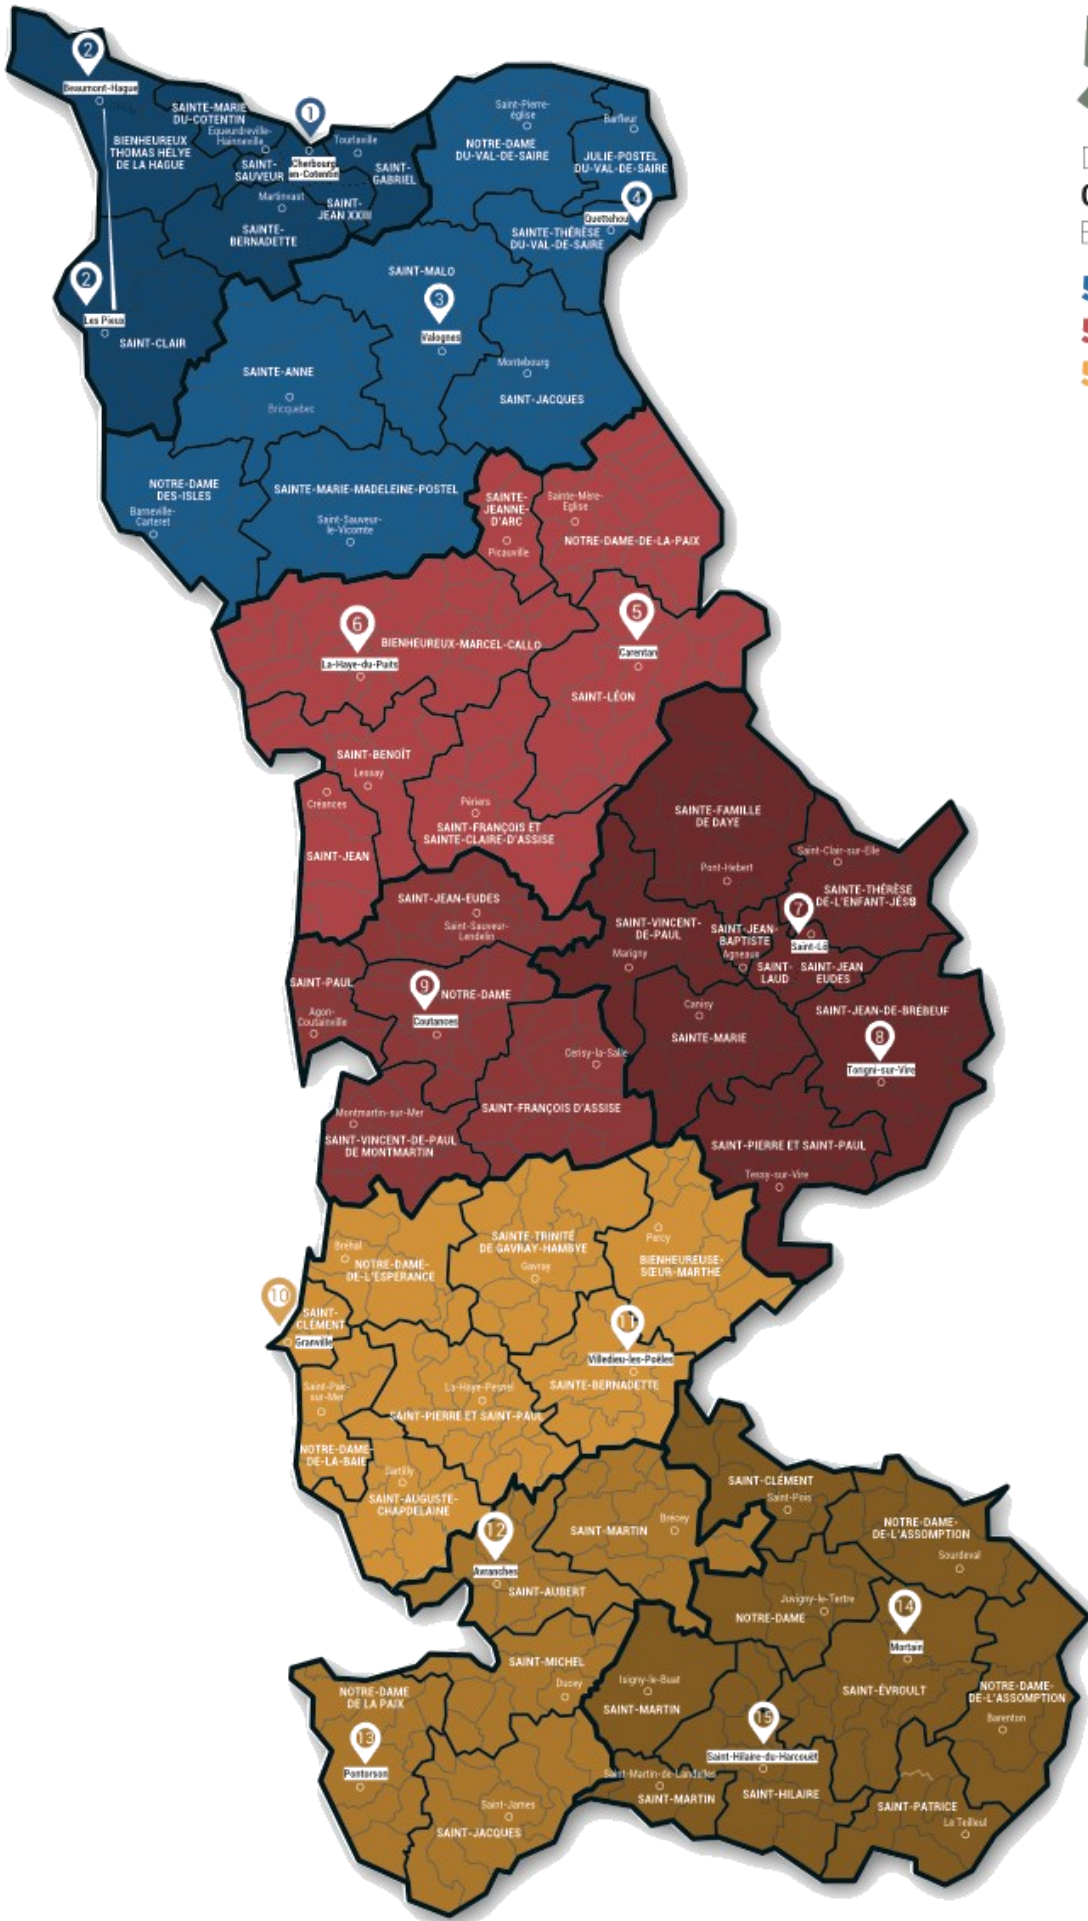 2
Beaumont-Hague
SAINTE-MARIE
DU-COTENTIN
Equeurdreville-
Hainneville
1
Cherbourg
en-Cotentin
Tourlaville
BIENHEUREUX
THOMAS HÉLYE
DE LA HAGUE
SAINT-
SAUVEUR
SAINT-
GABRIEL
Martinvast
SAINT-
JEAN XXIII
SAINTE-
BERNADETTE
Saint-Pierre-
église
NOTRE-DAME
DU-VAL-DE-SAIRE
Barfleur
JULIE-POSTEL
DU-VAL-DE-SAIRE
4
Quettehou
SAINTE-THÉRÈSE
DU-VAL-DE-SAIRE
2
Les Pieux
SAINT-CLAIR
SAINT-MALO
3
Valognes
SAINTE-ANNE
Bricquebec
Montebourg
SAINT-JACQUES
NOTRE-DAME
DES-ISLES
Barneville-
Carteret
SAINTE-MARIE-MADELEINE-POSTEL
Saint-Sauveur-
le-Vicomte
SAINTE-
JEANNE-
D'ARC
Picauville
Sainte-Mère-
Eglise
NOTRE-DAME-DE-LA-PAIX
6
La-Haye-du-Puits
BIENHEUREUX-MARCEL-CALLO
5
Carentan
SAINT-LÉON
SAINT-BENOÎT
Lessay
Créances
SAINT-JEAN
Périers
SAINT-FRANÇOIS ET
SAINTE-CLAIRE-D'ASSISE
SAINTE-FAMILLE
DE DAYE
Pont-Hebert
Saint-Clair-sur-Elle
SAINTE-THÉRÈSE
DE-L'ENFANT-JÉSUS
7
Saint-Lô
SAINT-JEAN-EUDES
Saint-Sauveur-
Lendelin
SAINT-VINCENT-
DE-PAUL
Marigny
SAINT-JEAN-
BAPTISTE
Agneaux
SAINT-
LAUD
SAINT-JEAN
EUDES
SAINT-PAUL
Agon-
Coutainville
9
NOTRE-DAME
Coutances
Canisy
SAINTE-MARIE
SAINT-JEAN-DE-BRÉBEUF
8
Torigni-sur-Vire
Cerisy-la-Salle
SAINT-FRANÇOIS D'ASSISE
Montmartin-sur-Mer
SAINT-VINCENT-DE-PAUL
DE MONTMARTIN
SAINT-PIERRE ET SAINT-PAUL
Tessy-sur-Vire
Bréhal
NOTRE-DAME-
DE-L'ESPERANCE
SAINTE-TRINITÉ
DE GAVRAY-HAMBYE
Gavray
Percy
BIENHEUREUSE-
SŒUR-MARTHE
10
SAINT-
CLÉMENT
Granville
11
Villedieu-les-Poêles
SAINTE-BERNADETTE
Saint-Pair-
sur-Mer
La-Haye-Pesnel
SAINT-PIERRE ET SAINT-PAUL
NOTRE-DAME-
DE-LA-BAIE
Sartilly
SAINT-AUGUSTE-
CHAPDELAINE
SAINT-CLÉMENT
Saint-Pois
NOTRE-DAME-
DE-L'ASSOMPTION
Sourdeval
12
Avranches
SAINT-AUBERT
SAINT-MARTIN
Brécey
Juvigny-le-Tertre
NOTRE-DAME
14
Mortain
SAINT-ÉVROULT
SAINT-MICHEL
Ducey
Isigny-le-Buat
SAINT-MARTIN
NOTRE-DAME-
DE-L'ASSOMPTION
Barenton
NOTRE-DAME
DE LA PAIX
13
Pontorson
15
Saint-Hilaire-du-Harcouët
SAINT-HILAIRE
Saint-Martin-de-Landelles
SAINT-MARTIN
SAINT-PATRICE
Le Teilleul
Saint-James
SAINT-JACQUES